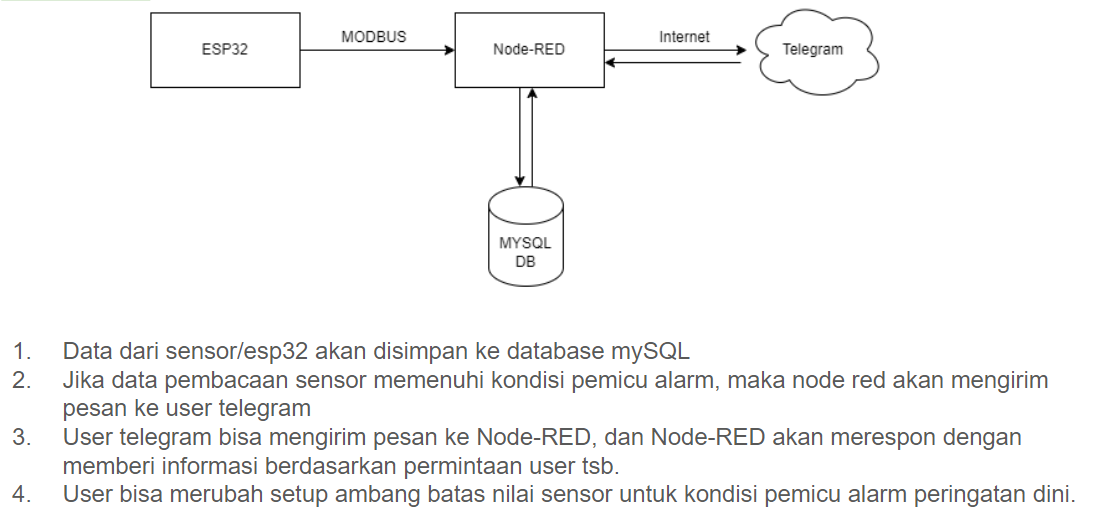 ESP32
MODBUS
Node-RED
Internet
Telegram
MYSQL
DB
1. Data dari sensor/esp32 akan disimpan ke database mySQL
2. Jika data pembacaan sensor memenuhi kondisi pemicu alarm, maka node red akan mengirim
pesan ke user telegram
3. User telegram bisa mengirim pesan ke Node-RED, dan Node-RED akan merespon dengan
memberi informasi berdasarkan permintaan user tsb.
4. User bisa merubah setup ambang batas nilai sensor untuk kondisi pemicu alarm peringatan dini.